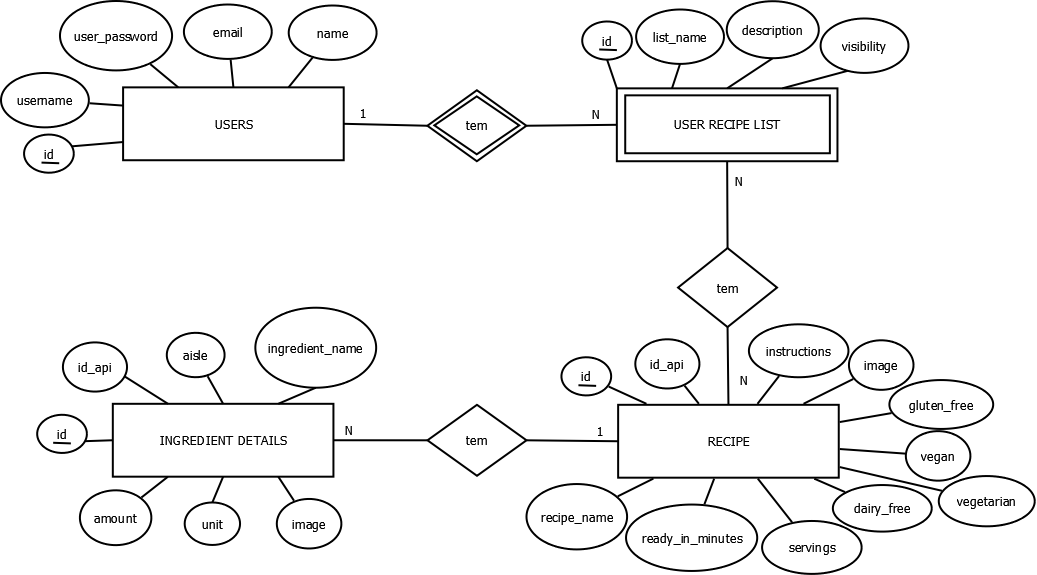 user_password
email
name
username
id
USERS
1
tem
N
id
list_name
description
visibility
USER RECIPE LIST
N
tem
N
id_api
aisle
ingredient_name
id
INGREDIENT DETAILS
amount
unit
image
N
tem
1
id
id_api
instructions
image
gluten_free
vegan
vegetarian
dairy_free
RECIPE
recipe_name
ready_in_minutes
servings